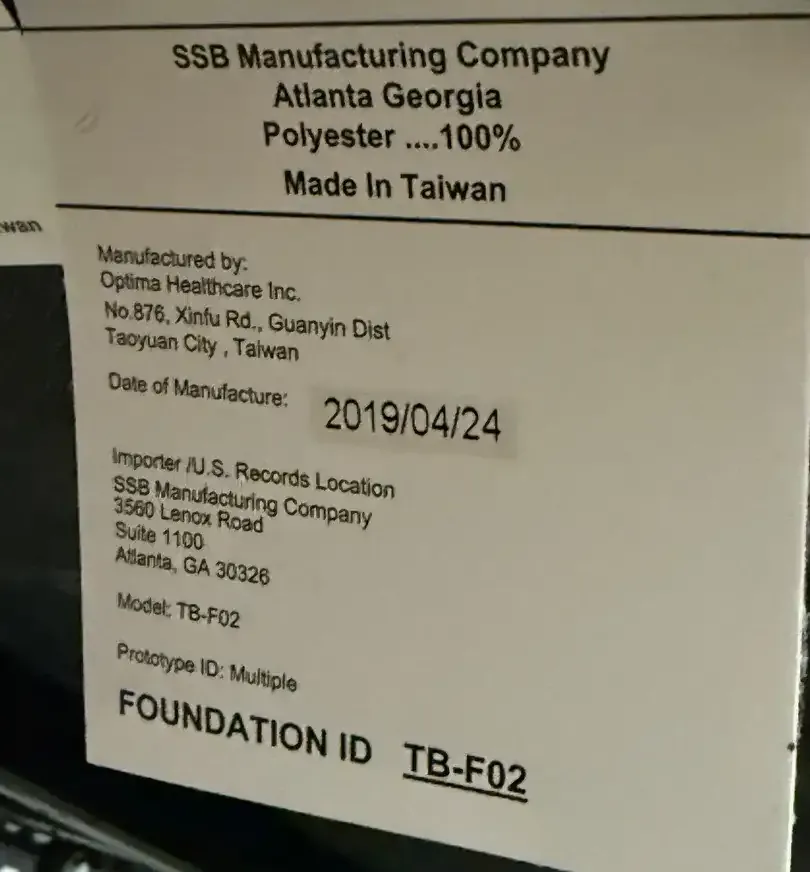 SSB Manufacturing Company
Atlanta Georgia
Polyester ....100%
Made In Taiwan
wan
Manufactured by:
Optima Healthcare Inc.
No.876, Xinfu Rd., Guanyin Dist
Taoyuan City , Taiwan
Date of Manufacture: 2019/04/24
Importer /U.S. Records Location
SSB Manufacturing Company
3560 Lenox Road
Suite 1100
Atlanta, GA 30326
Model: TB-F02
Prototype ID: Multiple
FOUNDATION ID TB-F02